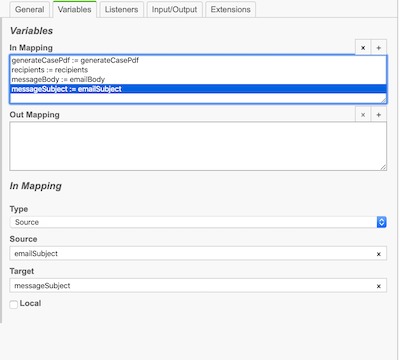 General Variables Listeners Input/Output Extensions
Variables
In Mapping x +
generateCasePdf := generateCasePdf
recipients := recipients
messageBody := emailBody
messageSubject := emailSubject
Out Mapping x +
In Mapping
Type
Source
Source
emailSubject x
Target
messageSubject x
Local